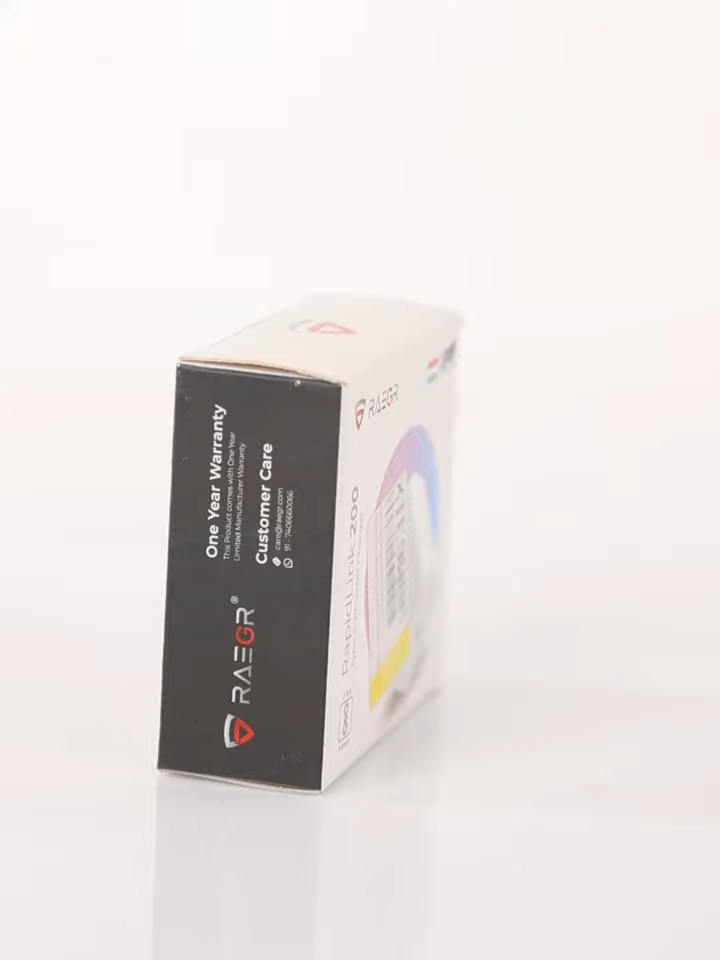 One Year Warranty
This Product comes with One Year
Limited Manufacturer Warranty
Customer Care
care@raegr.com
91 - 7406660066
RAEGR®
RAEGR
RapidLink 200